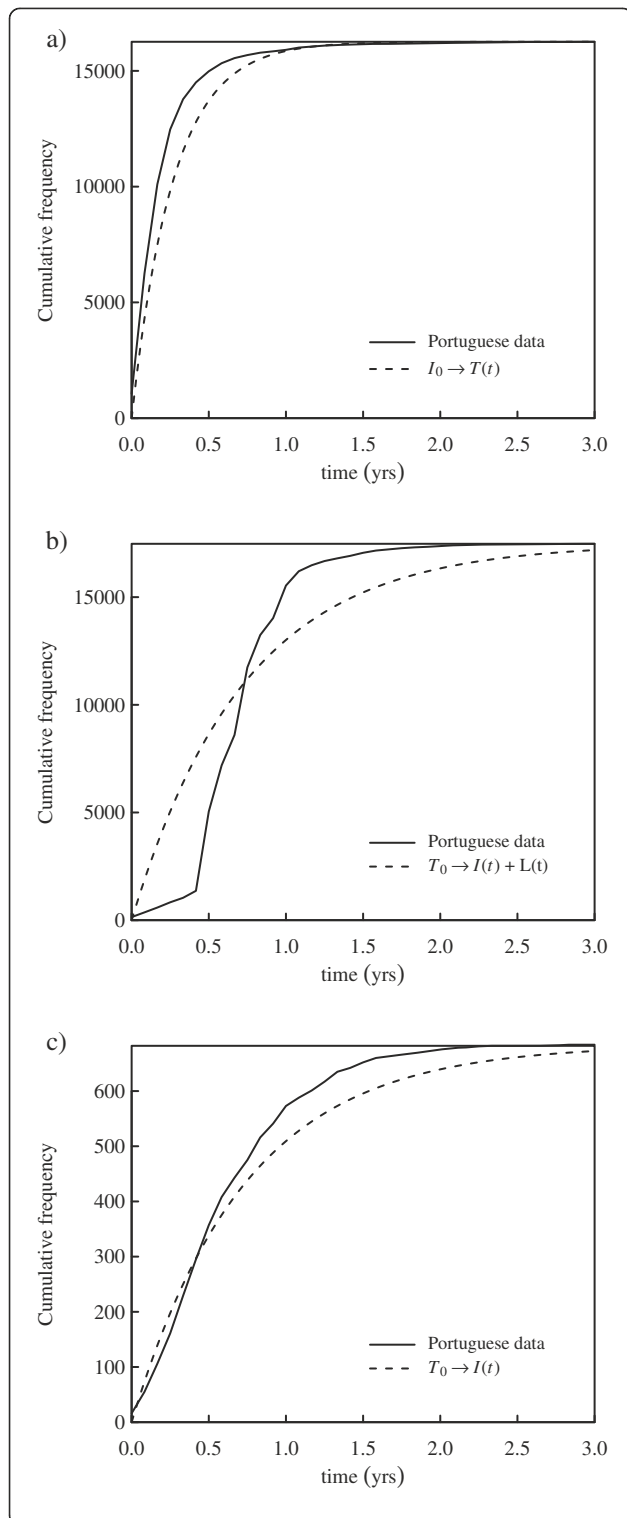 a)
15000
10000
5000
0
Cumulative frequency
Portuguese data
I₀ → T(t)
0.0 0.5 1.0 1.5 2.0 2.5 3.0
time (yrs)
b)
15000
10000
5000
0
Cumulative frequency
Portuguese data
T₀ → I(t) + L(t)
0.0 0.5 1.0 1.5 2.0 2.5 3.0
time (yrs)
c)
600
500
400
300
200
100
0
Cumulative frequency
Portuguese data
T₀ → I(t)
0.0 0.5 1.0 1.5 2.0 2.5 3.0
time (yrs)